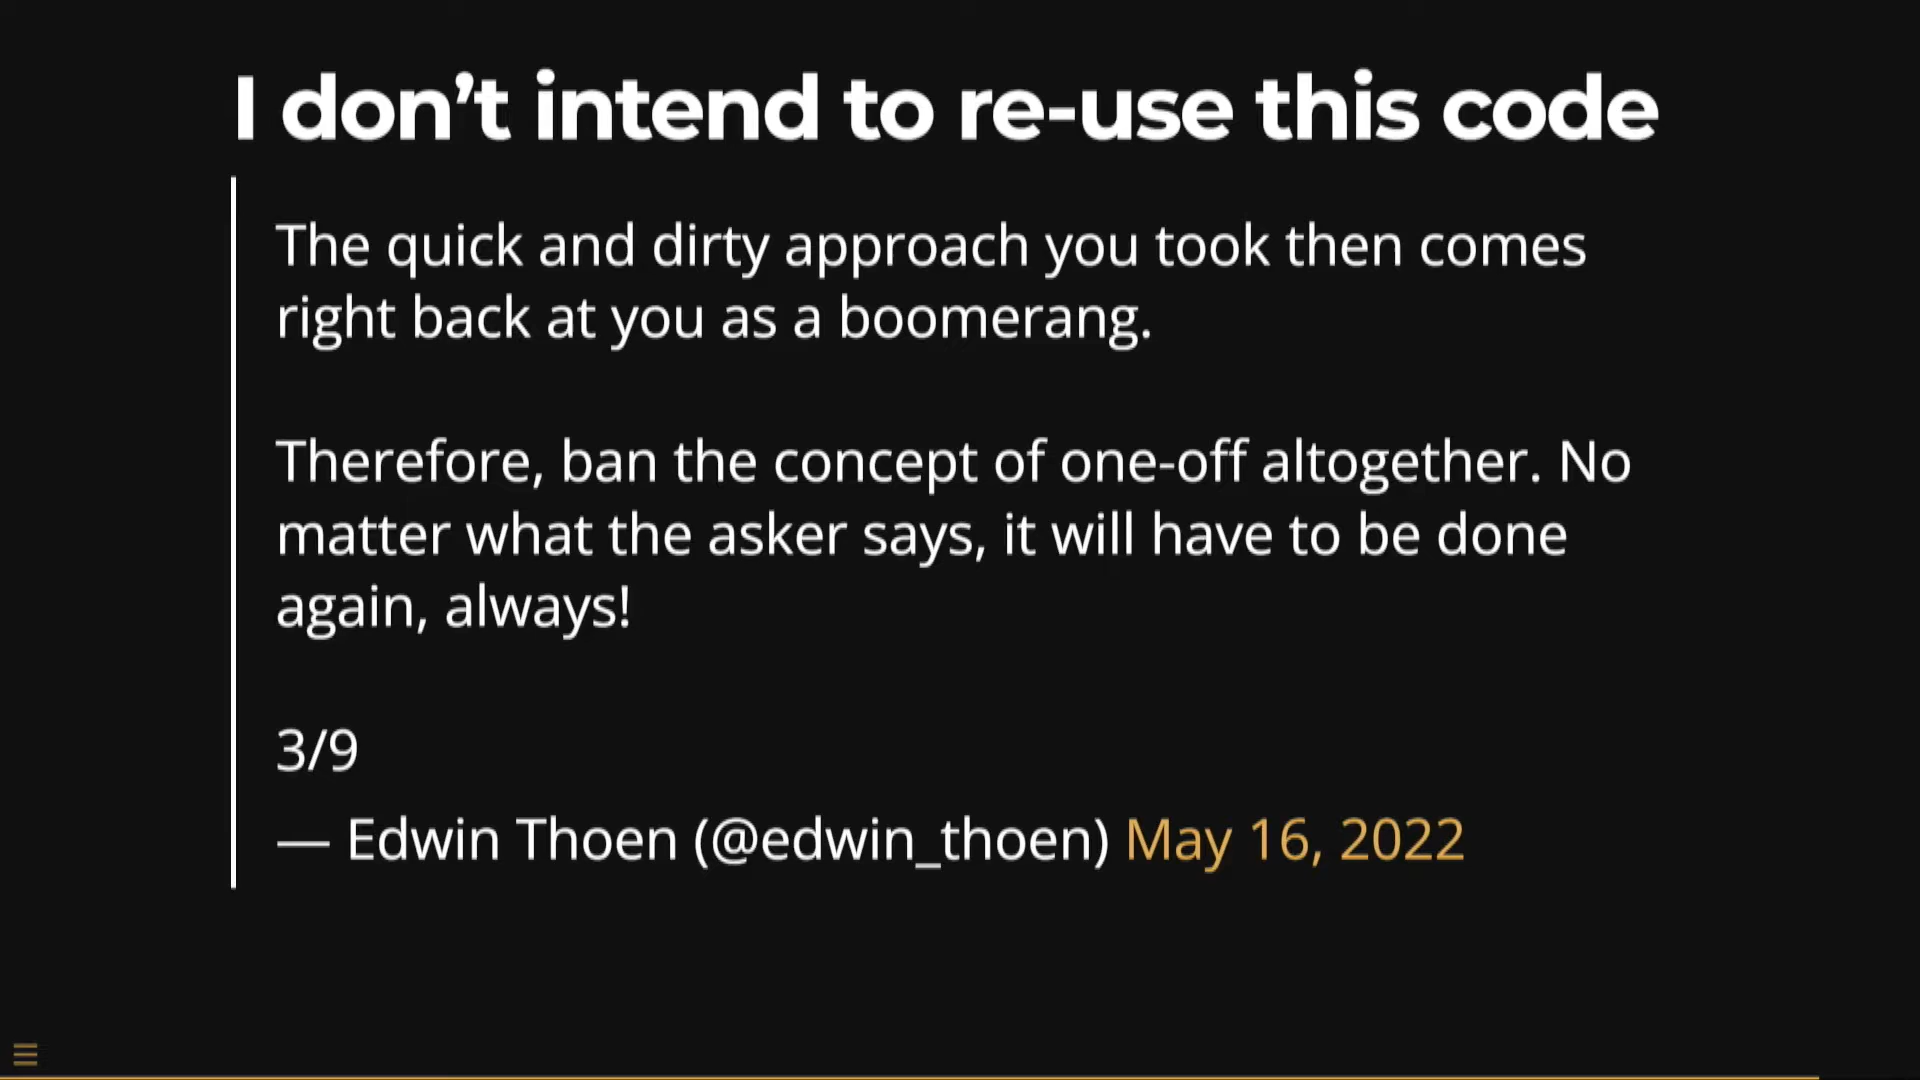 I don’t intend to re-use this code
The quick and dirty approach you took then comes
right back at you as a boomerang.
Therefore, ban the concept of one-off altogether. No
matter what the asker says, it will have to be done
again, always!
3/9
— Edwin Thoen (@edwin_thoen) May 16, 2022